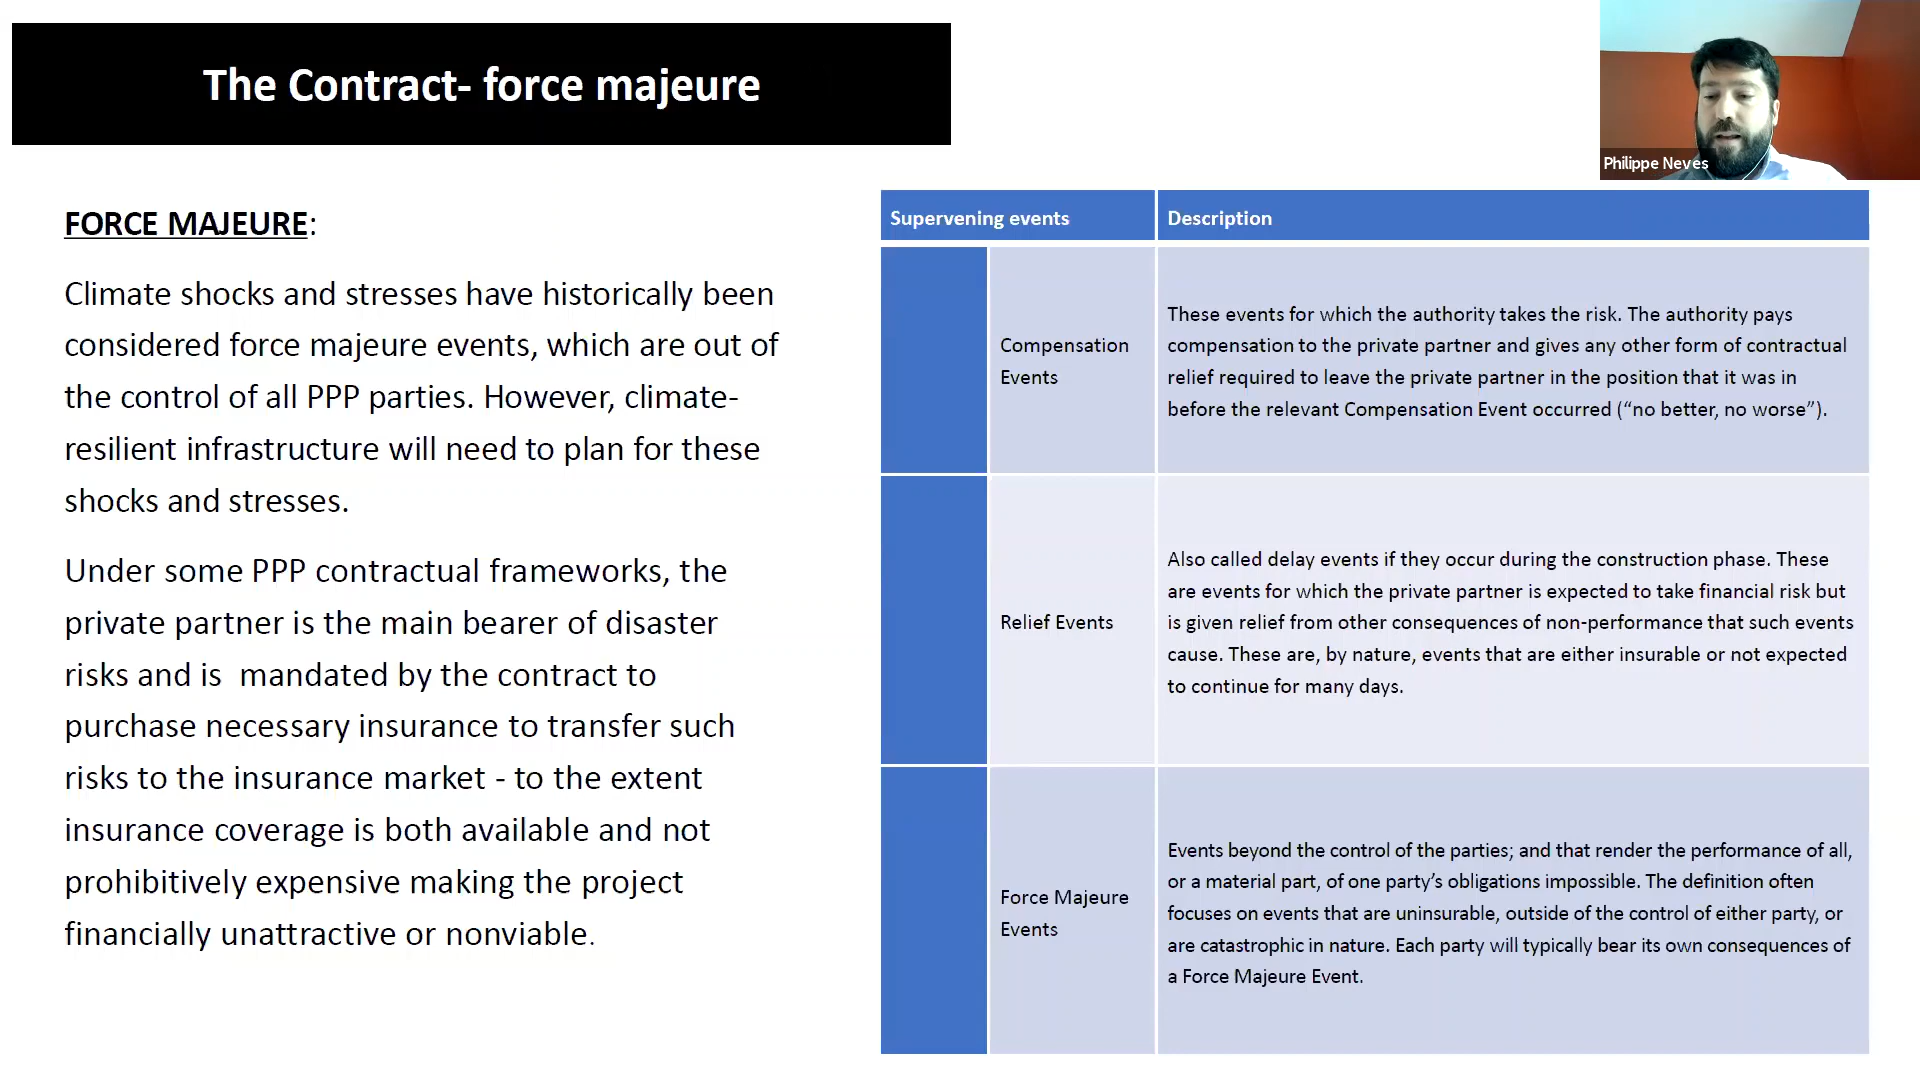 The Contract- force majeure
Philippe Neves
FORCE MAJEURE:
Climate shocks and stresses have historically been
considered force majeure events, which are out of
the control of all PPP parties. However, climate-
resilient infrastructure will need to plan for these
shocks and stresses.
Under some PPP contractual frameworks, the
private partner is the main bearer of disaster
risks and is  mandated by the contract to
purchase necessary insurance to transfer such
risks to the insurance market - to the extent
insurance coverage is both available and not
prohibitively expensive making the project
financially unattractive or nonviable.
Supervening events
Description
Compensation
Events
These events for which the authority takes the risk. The authority pays
compensation to the private partner and gives any other form of contractual
relief required to leave the private partner in the position that it was in
before the relevant Compensation Event occurred (“no better, no worse”).
Relief Events
Also called delay events if they occur during the construction phase. These
are events for which the private partner is expected to take financial risk but
is given relief from other consequences of non-performance that such events
cause. These are, by nature, events that are either insurable or not expected
to continue for many days.
Force Majeure
Events
Events beyond the control of the parties; and that render the performance of all,
or a material part, of one party’s obligations impossible. The definition often
focuses on events that are uninsurable, outside of the control of either party, or
are catastrophic in nature. Each party will typically bear its own consequences of
a Force Majeure Event.